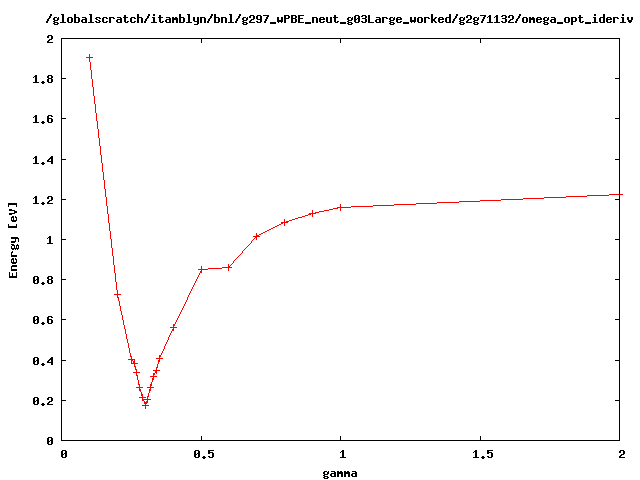 /globalscratch/itamblyn/bnl/g297_wPBE_neut_g03Large_worked/g2g71132/omega_opt_ideriv
2
1.8
1.6
1.4
1.2
1
0.8
0.6
0.4
0.2
0
Energy [eV]
0 0.5 1 1.5 2
gamma